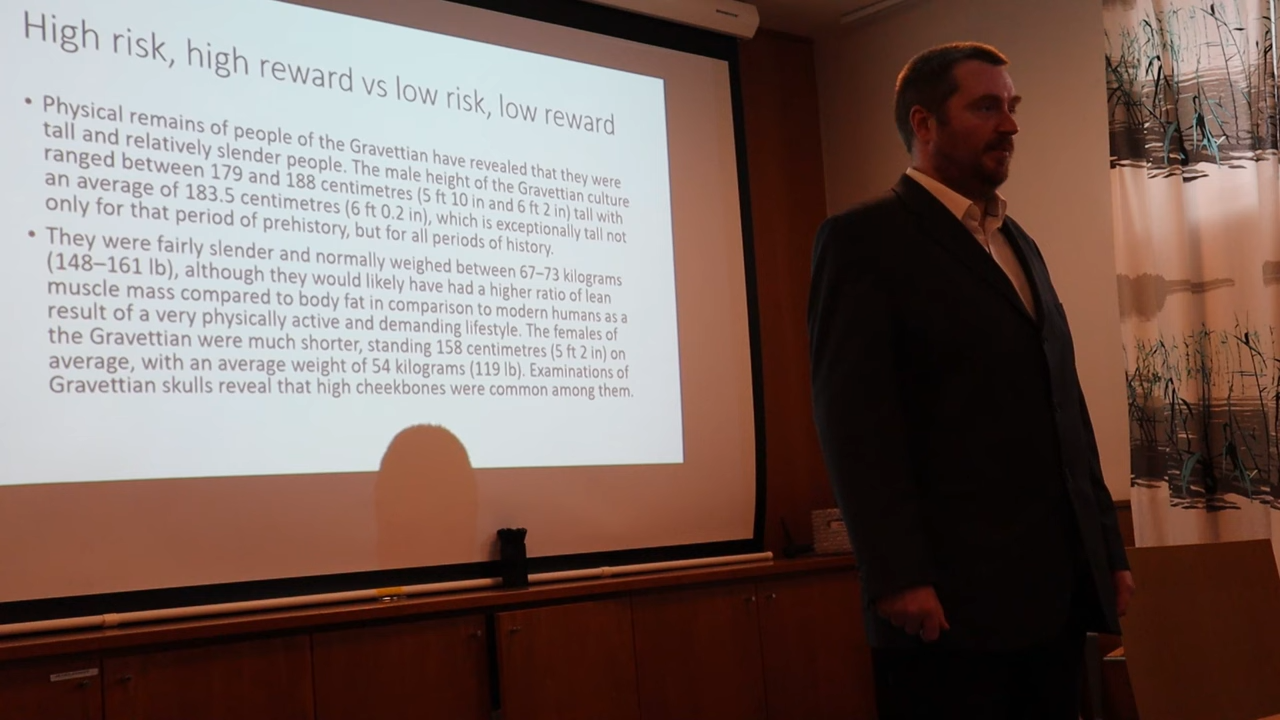 High risk, high reward vs low risk, low reward
• Physical remains of people of the Gravettian have revealed that they were
tall and relatively slender people. The male height of the Gravettian culture
ranged between 179 and 188 centimetres (5 ft 10 in and 6 ft 2 in) tall with
an average of 183.5 centimetres (6 ft 0.2 in), which is exceptionally tall not
only for that period of prehistory, but for all periods of history.
• They were fairly slender and normally weighed between 67–73 kilograms
(148–161 lb), although they would likely have had a higher ratio of lean
muscle mass compared to body fat in comparison to modern humans as a
result of a very physically active and demanding lifestyle. The females of
the Gravettian were much shorter, standing 158 centimetres (5 ft 2 in) on
average, with an average weight of 54 kilograms (119 lb). Examinations of
Gravettian skulls reveal that high cheekbones were common among them.